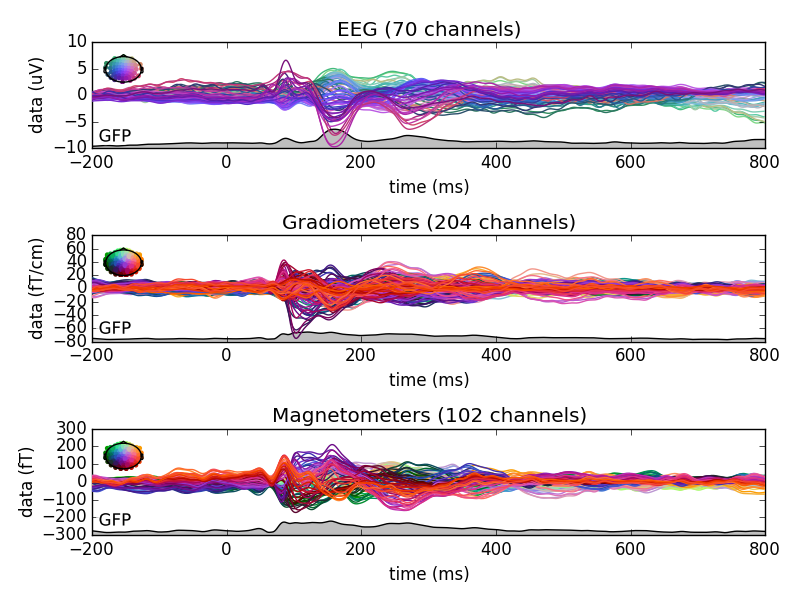 EEG (70 channels)
data (uV)
10
5
0
−5
−10
GFP
−200 0 200 400 600 800
time (ms)
Gradiometers (204 channels)
data (fT/cm)
80
60
40
20
0
−20
−40
−60
−80
GFP
−200 0 200 400 600 800
time (ms)
Magnetometers (102 channels)
data (fT)
300
200
100
0
−100
−200
−300
GFP
−200 0 200 400 600 800
time (ms)